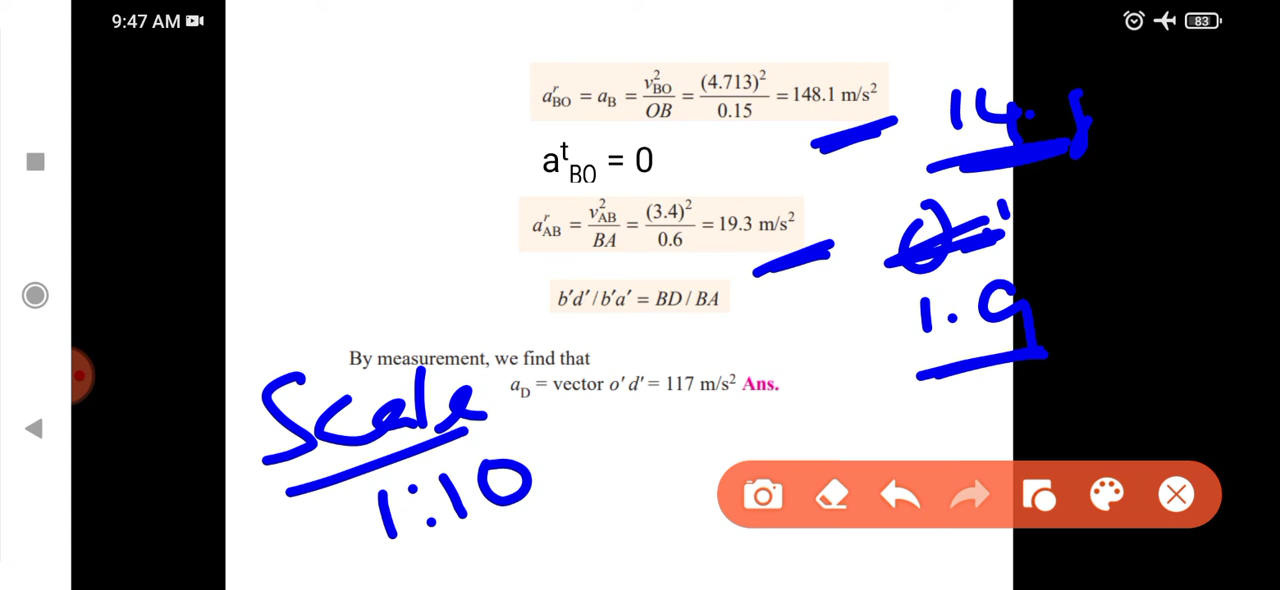 9:47 AM
83
a^r_BO = a_B = v²_BO / OB = (4.713)² / 0.15 = 148.1 m/s²
14.8
a^t_BO = 0
a^r_AB = v²_AB / BA = (3.4)² / 0.6 = 19.3 m/s²
b′d′ / b′a′ = BD / BA
1.9
By measurement, we find that
a_D = vector o′ d′ = 117 m/s² Ans.
Scale
1:10